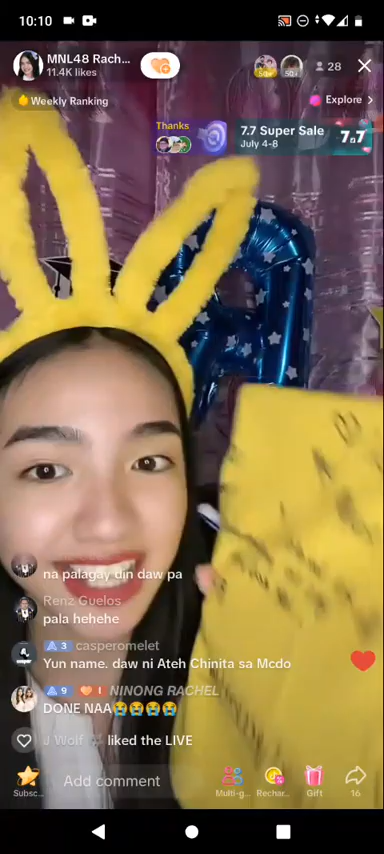 10:10
MNL48 Rach...
11.4K likes
50+
50+
28
Weekly Ranking
Explore
Thanks
7.7 Super Sale
July 4-8
7.7
na palagay din daw pa
Renz Guelos
pala hehehe
3 casperomelet
Yun name. daw ni Ateh Chinita sa Mcdo
9 I NINONG RACHEL
DONE NAA😭😭😭😭
J Wolf liked the LIVE
Subsc...
Add comment
Multi-g...
Rechar...
Gift
16